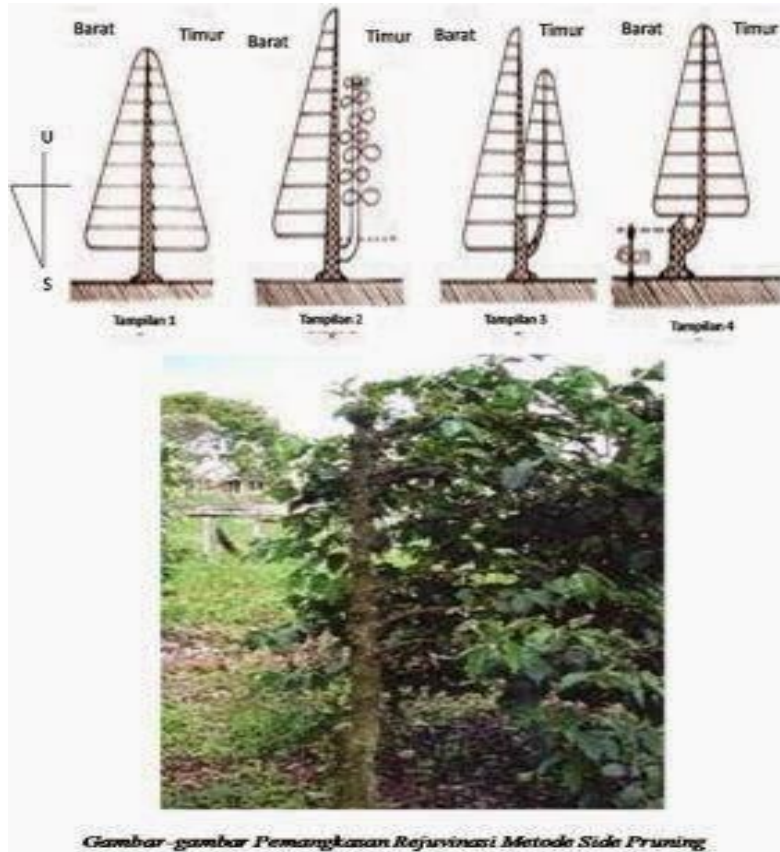 Barat Timur
Barat Timur
Barat Timur
Barat Timur
U
S
Tampilan 1
Tampilan 2
Tampilan 3
Tampilan 4
Gambar-gambar Pemangkasan Rejuvinasi Metode Side Pruning